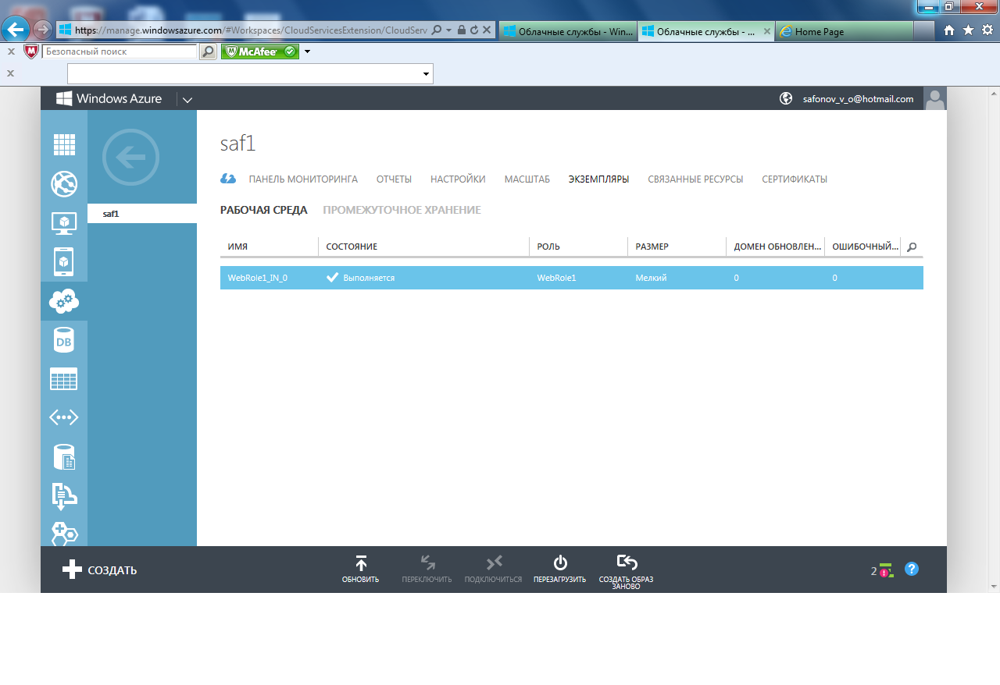 https://manage.windowsazure.com/#Workspaces/CloudServicesExtension/CloudServ
Облачные службы - Win...
Облачные службы - ...
Home Page
Безопасный поиск
McAfee
Windows Azure
safonov_v_o@hotmail.com
saf1
saf1
ПАНЕЛЬ МОНИТОРИНГА ОТЧЕТЫ НАСТРОЙКИ МАСШТАБ ЭКЗЕМПЛЯРЫ СВЯЗАННЫЕ РЕСУРСЫ СЕРТИФИКАТЫ
РАБОЧАЯ СРЕДА ПРОМЕЖУТОЧНОЕ ХРАНЕНИЕ
ИМЯ СОСТОЯНИЕ РОЛЬ РАЗМЕР ДОМЕН ОБНОВЛЕН... ОШИБОЧНЫЙ...
WebRole1_IN_0 Выполняется WebRole1 Мелкий 0 0
DB
СОЗДАТЬ
ОБНОВИТЬ
ПЕРЕКЛЮЧИТЬ
ПОДКЛЮЧИТЬСЯ
ПЕРЕЗАГРУЗИТЬ
СОЗДАТЬ ОБРАЗ
ЗАНОВО
2